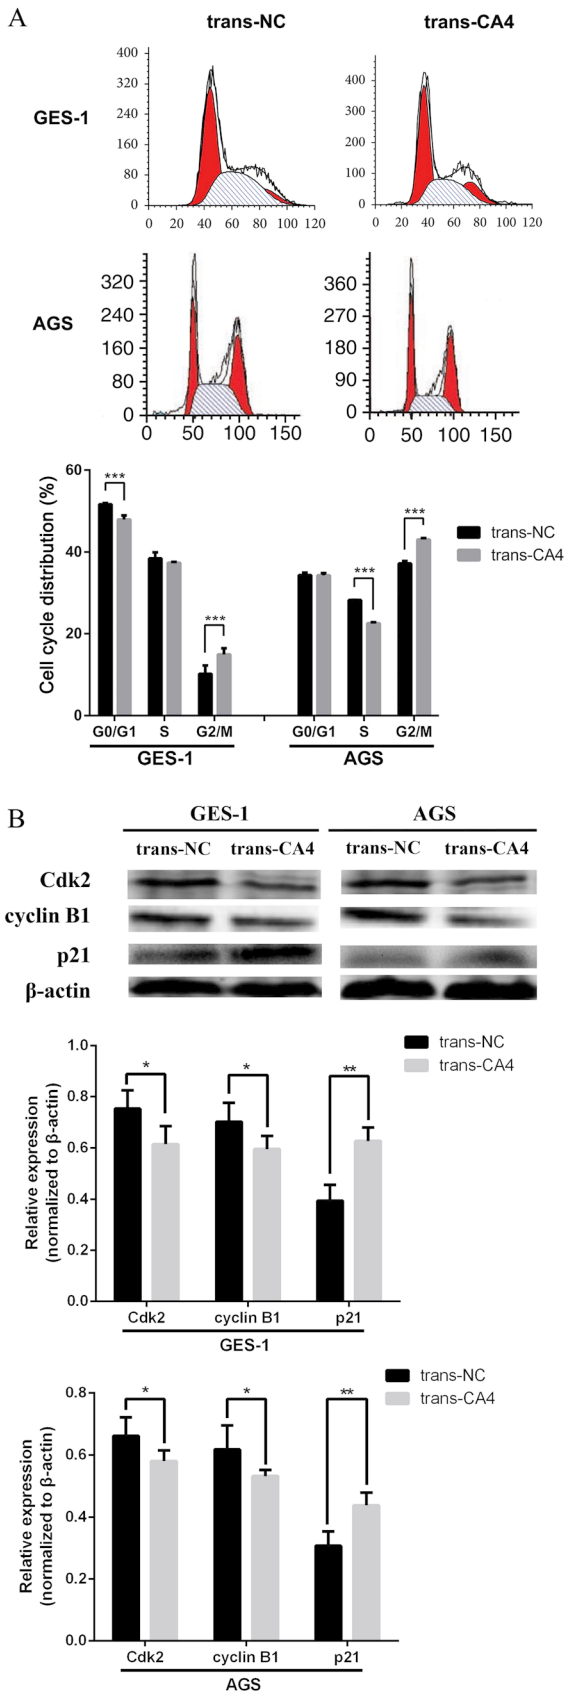 A
trans-NC trans-CA4
GES-1
400
320
240
160
80
0
0 20 40 60 80 100 120
400
300
200
100
0
0 20 40 60 80 100 120
AGS
320
240
160
80
0
0 50 100 150
360
270
180
90
0
0 50 100 150
Cell cycle distribution (%)
60
40
20
0
*** *** *** ***
trans-NC
trans-CA4
G0/G1 S G2/M G0/G1 S G2/M
GES-1 AGS
B
GES-1 AGS
trans-NC trans-CA4 trans-NC trans-CA4
Cdk2
cyclin B1
p21
β-actin
Relative expression
(normalized to β-actin)
1.0
0.8
0.6
0.4
0.2
0.0
* * **
trans-NC
trans-CA4
Cdk2 cyclin B1 p21
GES-1
Relative expression
(normalized to β-actin)
0.8
0.6
0.4
0.2
0.0
* * **
trans-NC
trans-CA4
Cdk2 cyclin B1 p21
AGS